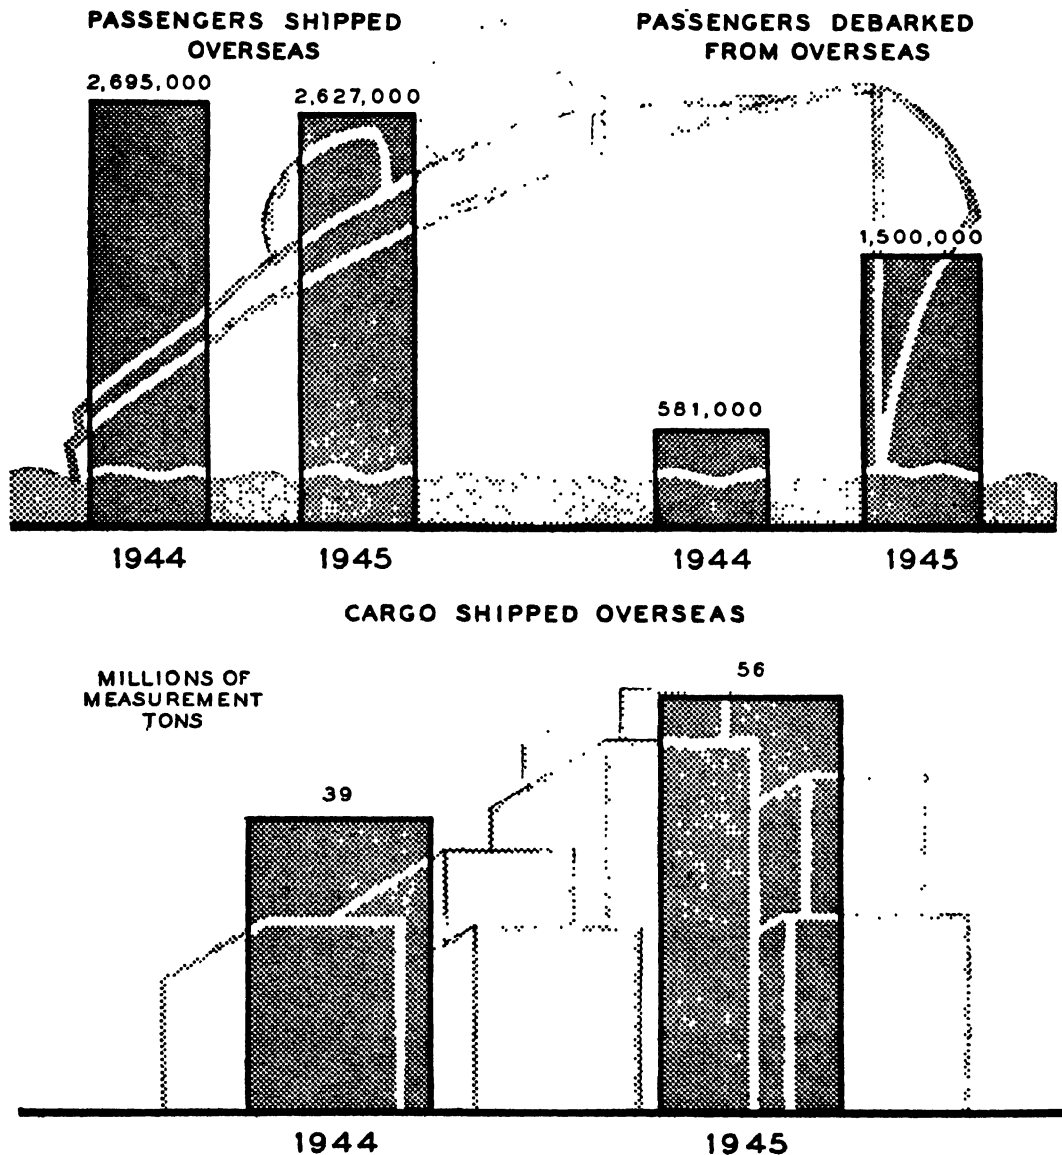 PASSENGERS SHIPPED
OVERSEAS
2,695,000
2,627,000
1944
1945
PASSENGERS DEBARKED
FROM OVERSEAS
581,000
1,500,000
1944
1945
CARGO SHIPPED OVERSEAS
MILLIONS OF
MEASUREMENT
TONS
39
56
1944
1945